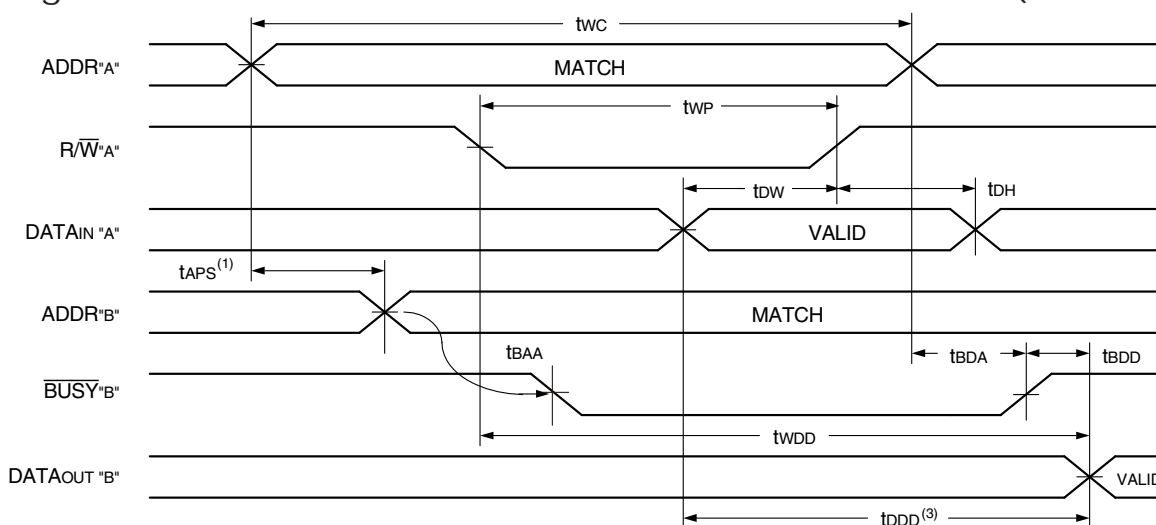 tWC
ADDR"A"
MATCH
tWP
R/W̅"A"
tDW
tDH
DATAIN "A"
VALID
tAPS(1)
ADDR"B"
MATCH
tBAA
tBDA
tBDD
B̅U̅S̅Y̅"B"
tWDD
DATAOUT "B"
VALID
tDDD(3)